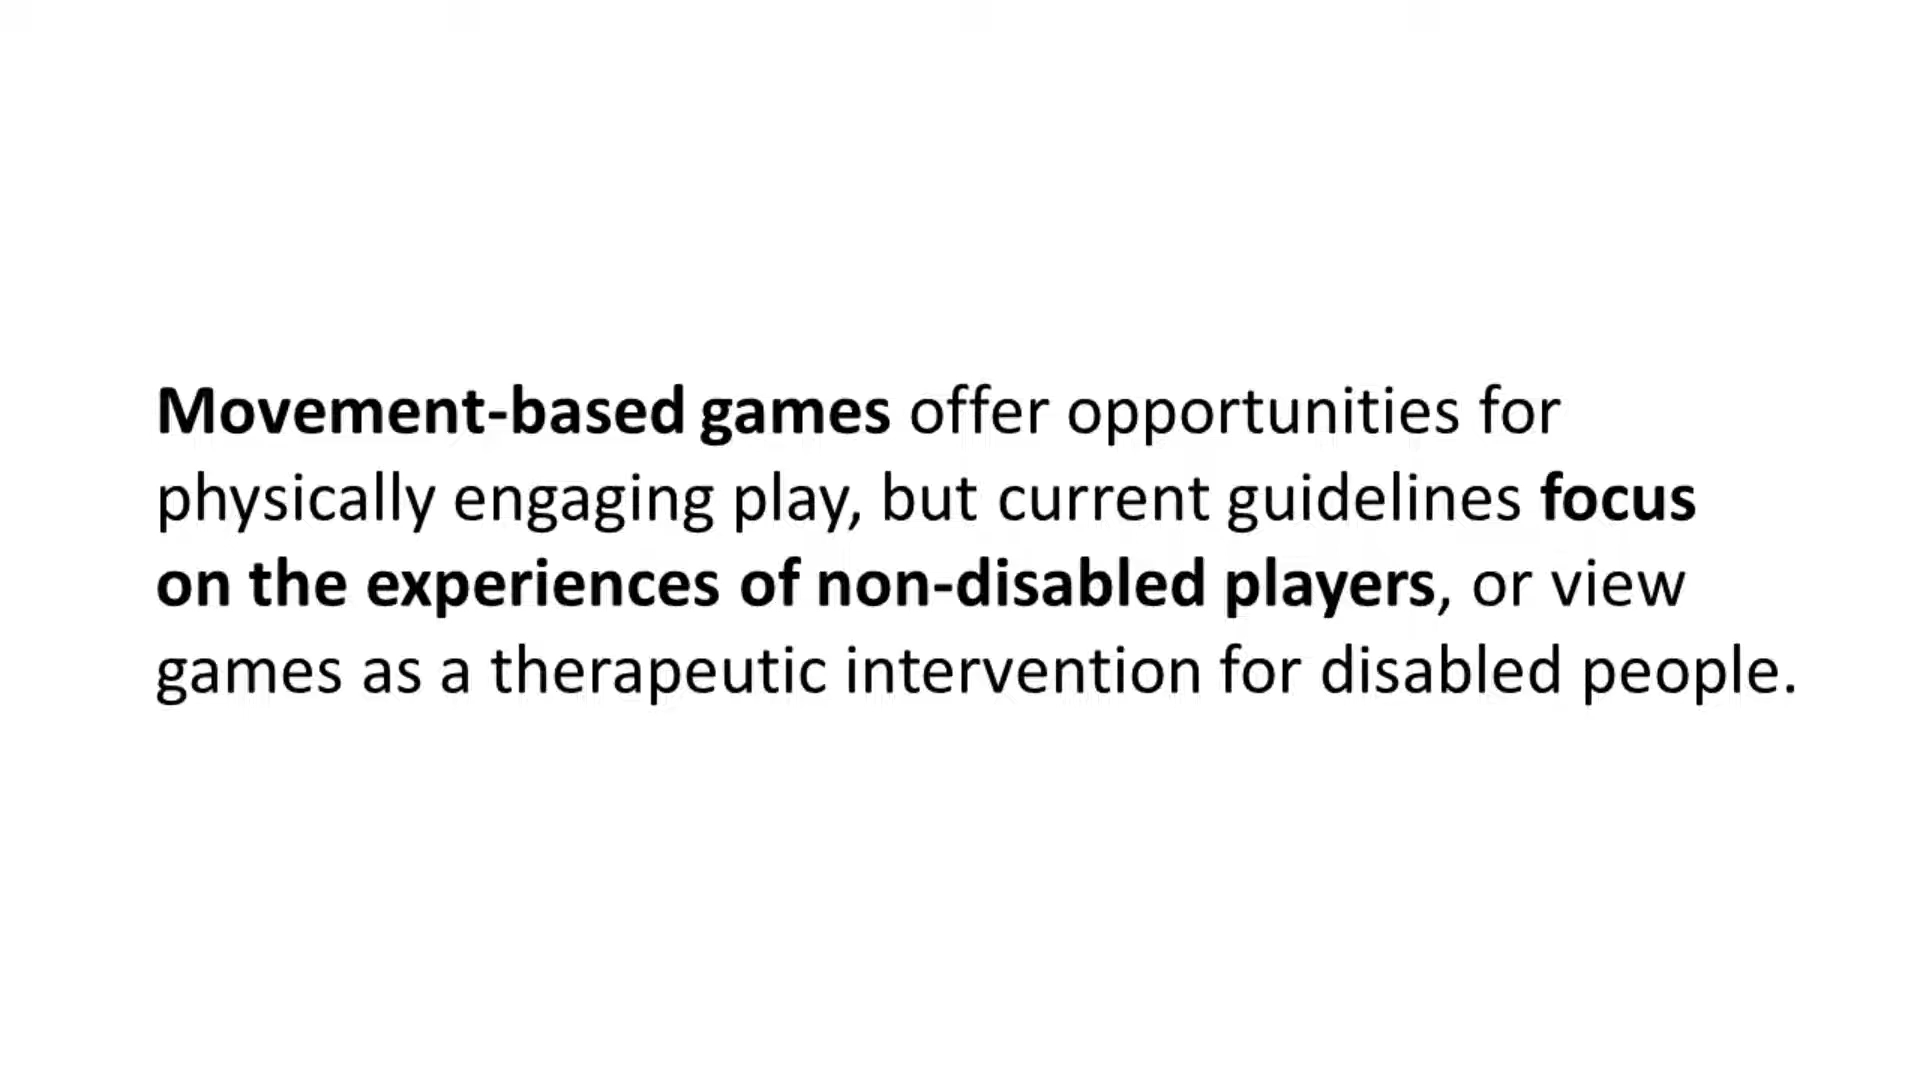 Movement-based games offer opportunities for
physically engaging play, but current guidelines focus
on the experiences of non-disabled players, or view
games as a therapeutic intervention for disabled people.